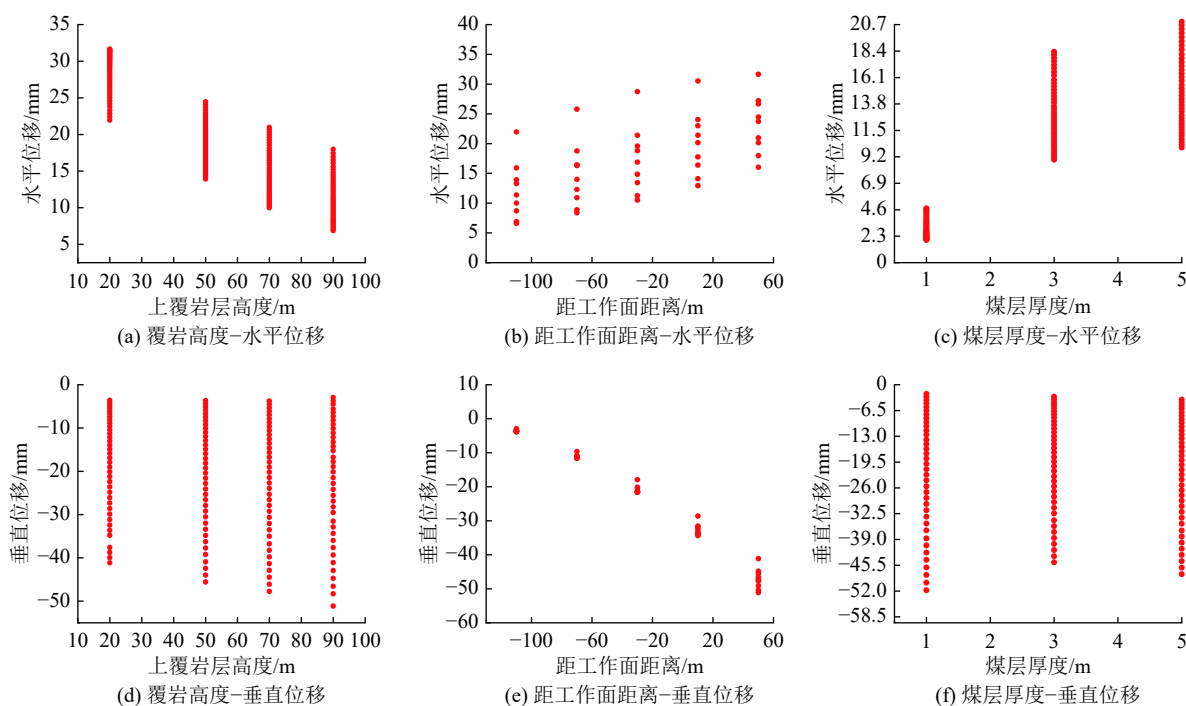 35
30
25
20
15
10
5
水平位移/mm
10 20 30 40 50 60 70 80 90 100
上覆岩层高度/m
(a) 覆岩高度−水平位移
40
35
30
25
20
15
10
5
0
水平位移/mm
−100 −60 −20 20 60
距工作面距离/m
(b) 距工作面距离−水平位移
20.7
18.4
16.1
13.8
11.5
9.2
6.9
4.6
2.3
水平位移/mm
1 2 3 4 5
煤层厚度/m
(c) 煤层厚度−水平位移
0
−10
−20
−30
−40
−50
垂直位移/mm
10 20 30 40 50 60 70 80 90 100
上覆岩层高度/m
(d) 覆岩高度−垂直位移
10
0
−10
−20
−30
−40
−50
−60
垂直位移/mm
−100 −60 −20 20 60
距工作面距离/m
(e) 距工作面距离−垂直位移
0
−6.5
−13.0
−19.5
−26.0
−32.5
−39.0
−45.5
−52.0
−58.5
垂直位移/mm
1 2 3 4 5
煤层厚度/m
(f) 煤层厚度−垂直位移